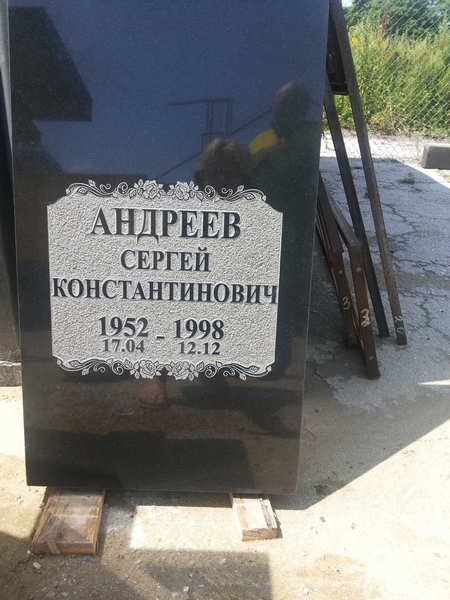 АНДРЕЕВ
СЕРГЕЙ
КОНСТАНТИНОВИЧ
1952 - 1998
17.04 12.12